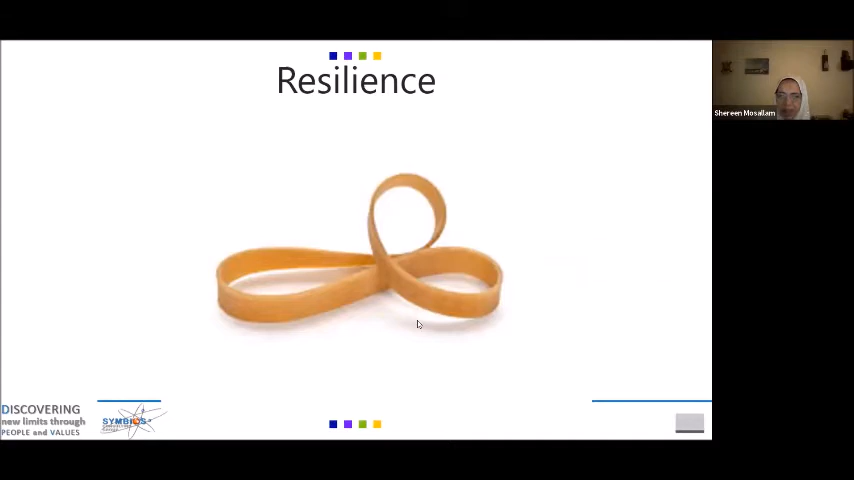 Resilience
Shereen Mosallam
DISCOVERING
new limits through
PEOPLE and VALUES
SYMBIOS